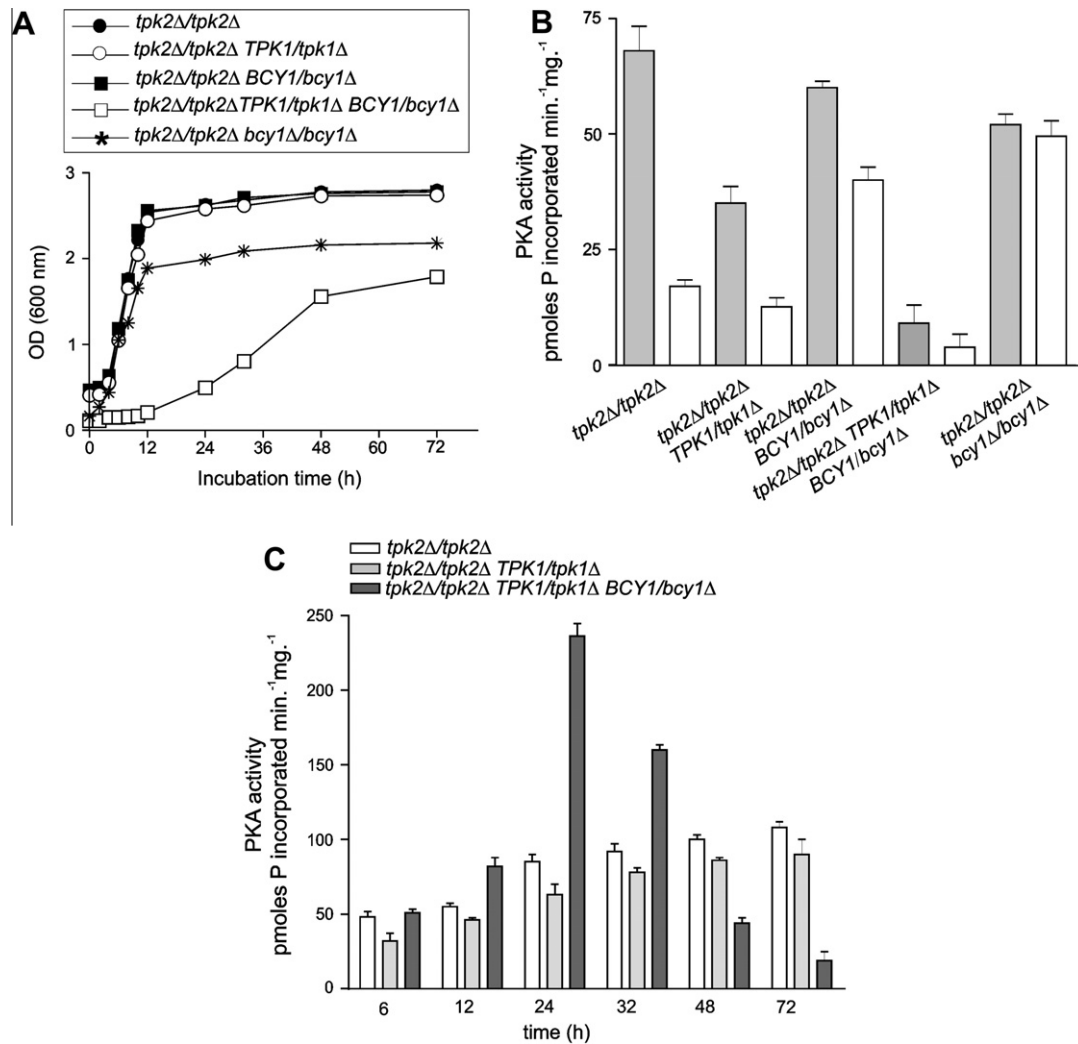 A
tpk2Δ/tpk2Δ
tpk2Δ/tpk2Δ TPK1/tpk1Δ
tpk2Δ/tpk2Δ BCY1/bcy1Δ
tpk2Δ/tpk2ΔTPK1/tpk1Δ BCY1/bcy1Δ
tpk2Δ/tpk2Δ bcy1Δ/bcy1Δ
3
2
1
0
OD (600 nm)
0 12 24 36 48 60 72
Incubation time (h)
B
75
50
25
0
PKA activity
pmoles P incorporated min.-1mg.-1
tpk2Δ/tpk2Δ
tpk2Δ/tpk2Δ
TPK1/tpk1Δ
tpk2Δ/tpk2Δ
BCY1/bcy1Δ
tpk2Δ/tpk2Δ TPK1/tpk1Δ
BCY1/bcy1Δ
tpk2Δ/tpk2Δ
bcy1Δ/bcy1Δ
C
tpk2Δ/tpk2Δ
tpk2Δ/tpk2Δ TPK1/tpk1Δ
tpk2Δ/tpk2Δ TPK1/tpk1Δ BCY1/bcy1Δ
250
200
150
100
50
0
PKA activity
pmoles P incorporated min.-1mg.-1
6 12 24 32 48 72
time (h)